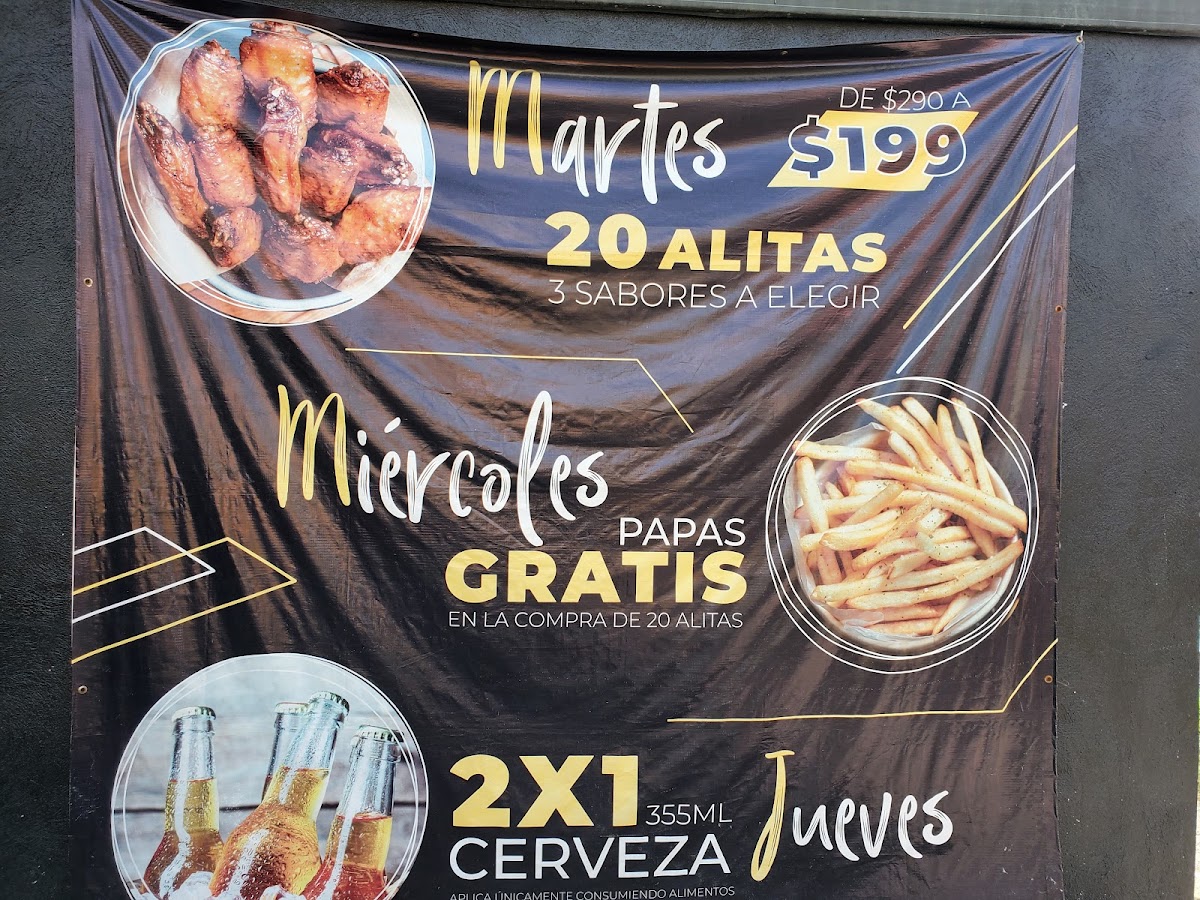 Martes
DE $290 A
$199
20 ALITAS
3 SABORES A ELEGIR
Miércoles
PAPAS
GRATIS
EN LA COMPRA DE 20 ALITAS
2X1 355ML
CERVEZA
Jueves
APLICA ÚNICAMENTE CONSUMIENDO ALIMENTOS